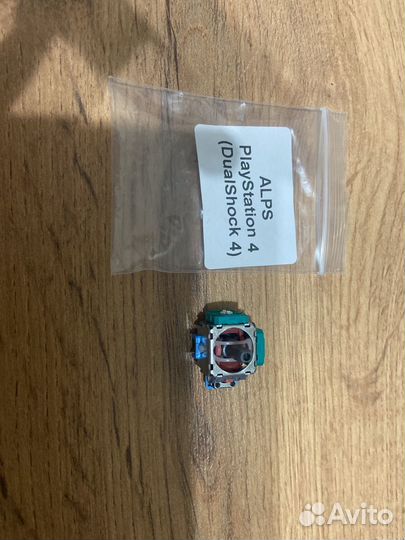 ALPS
PlayStation 4
(DualShock 4)
Avito